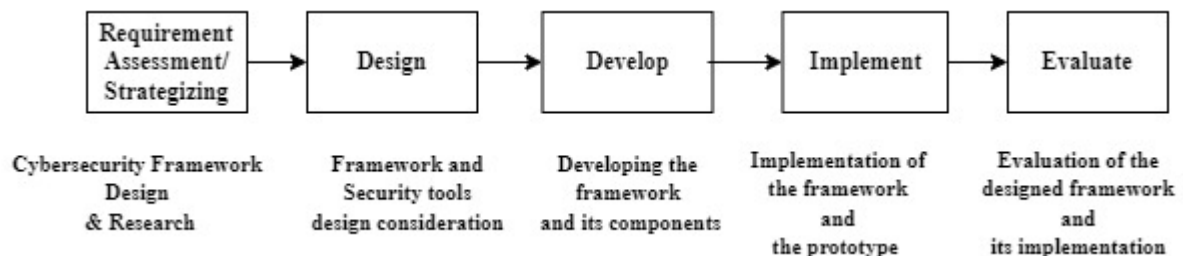 Requirement
Assessment/
Strategizing
Design
Develop
Implement
Evaluate
Cybersecurity Framework
Design
& Research
Framework and
Security tools
design consideration
Developing the
framework
and its components
Implementation of
the framework
and
the prototype
Evaluation of the
designed framework
and
its implementation